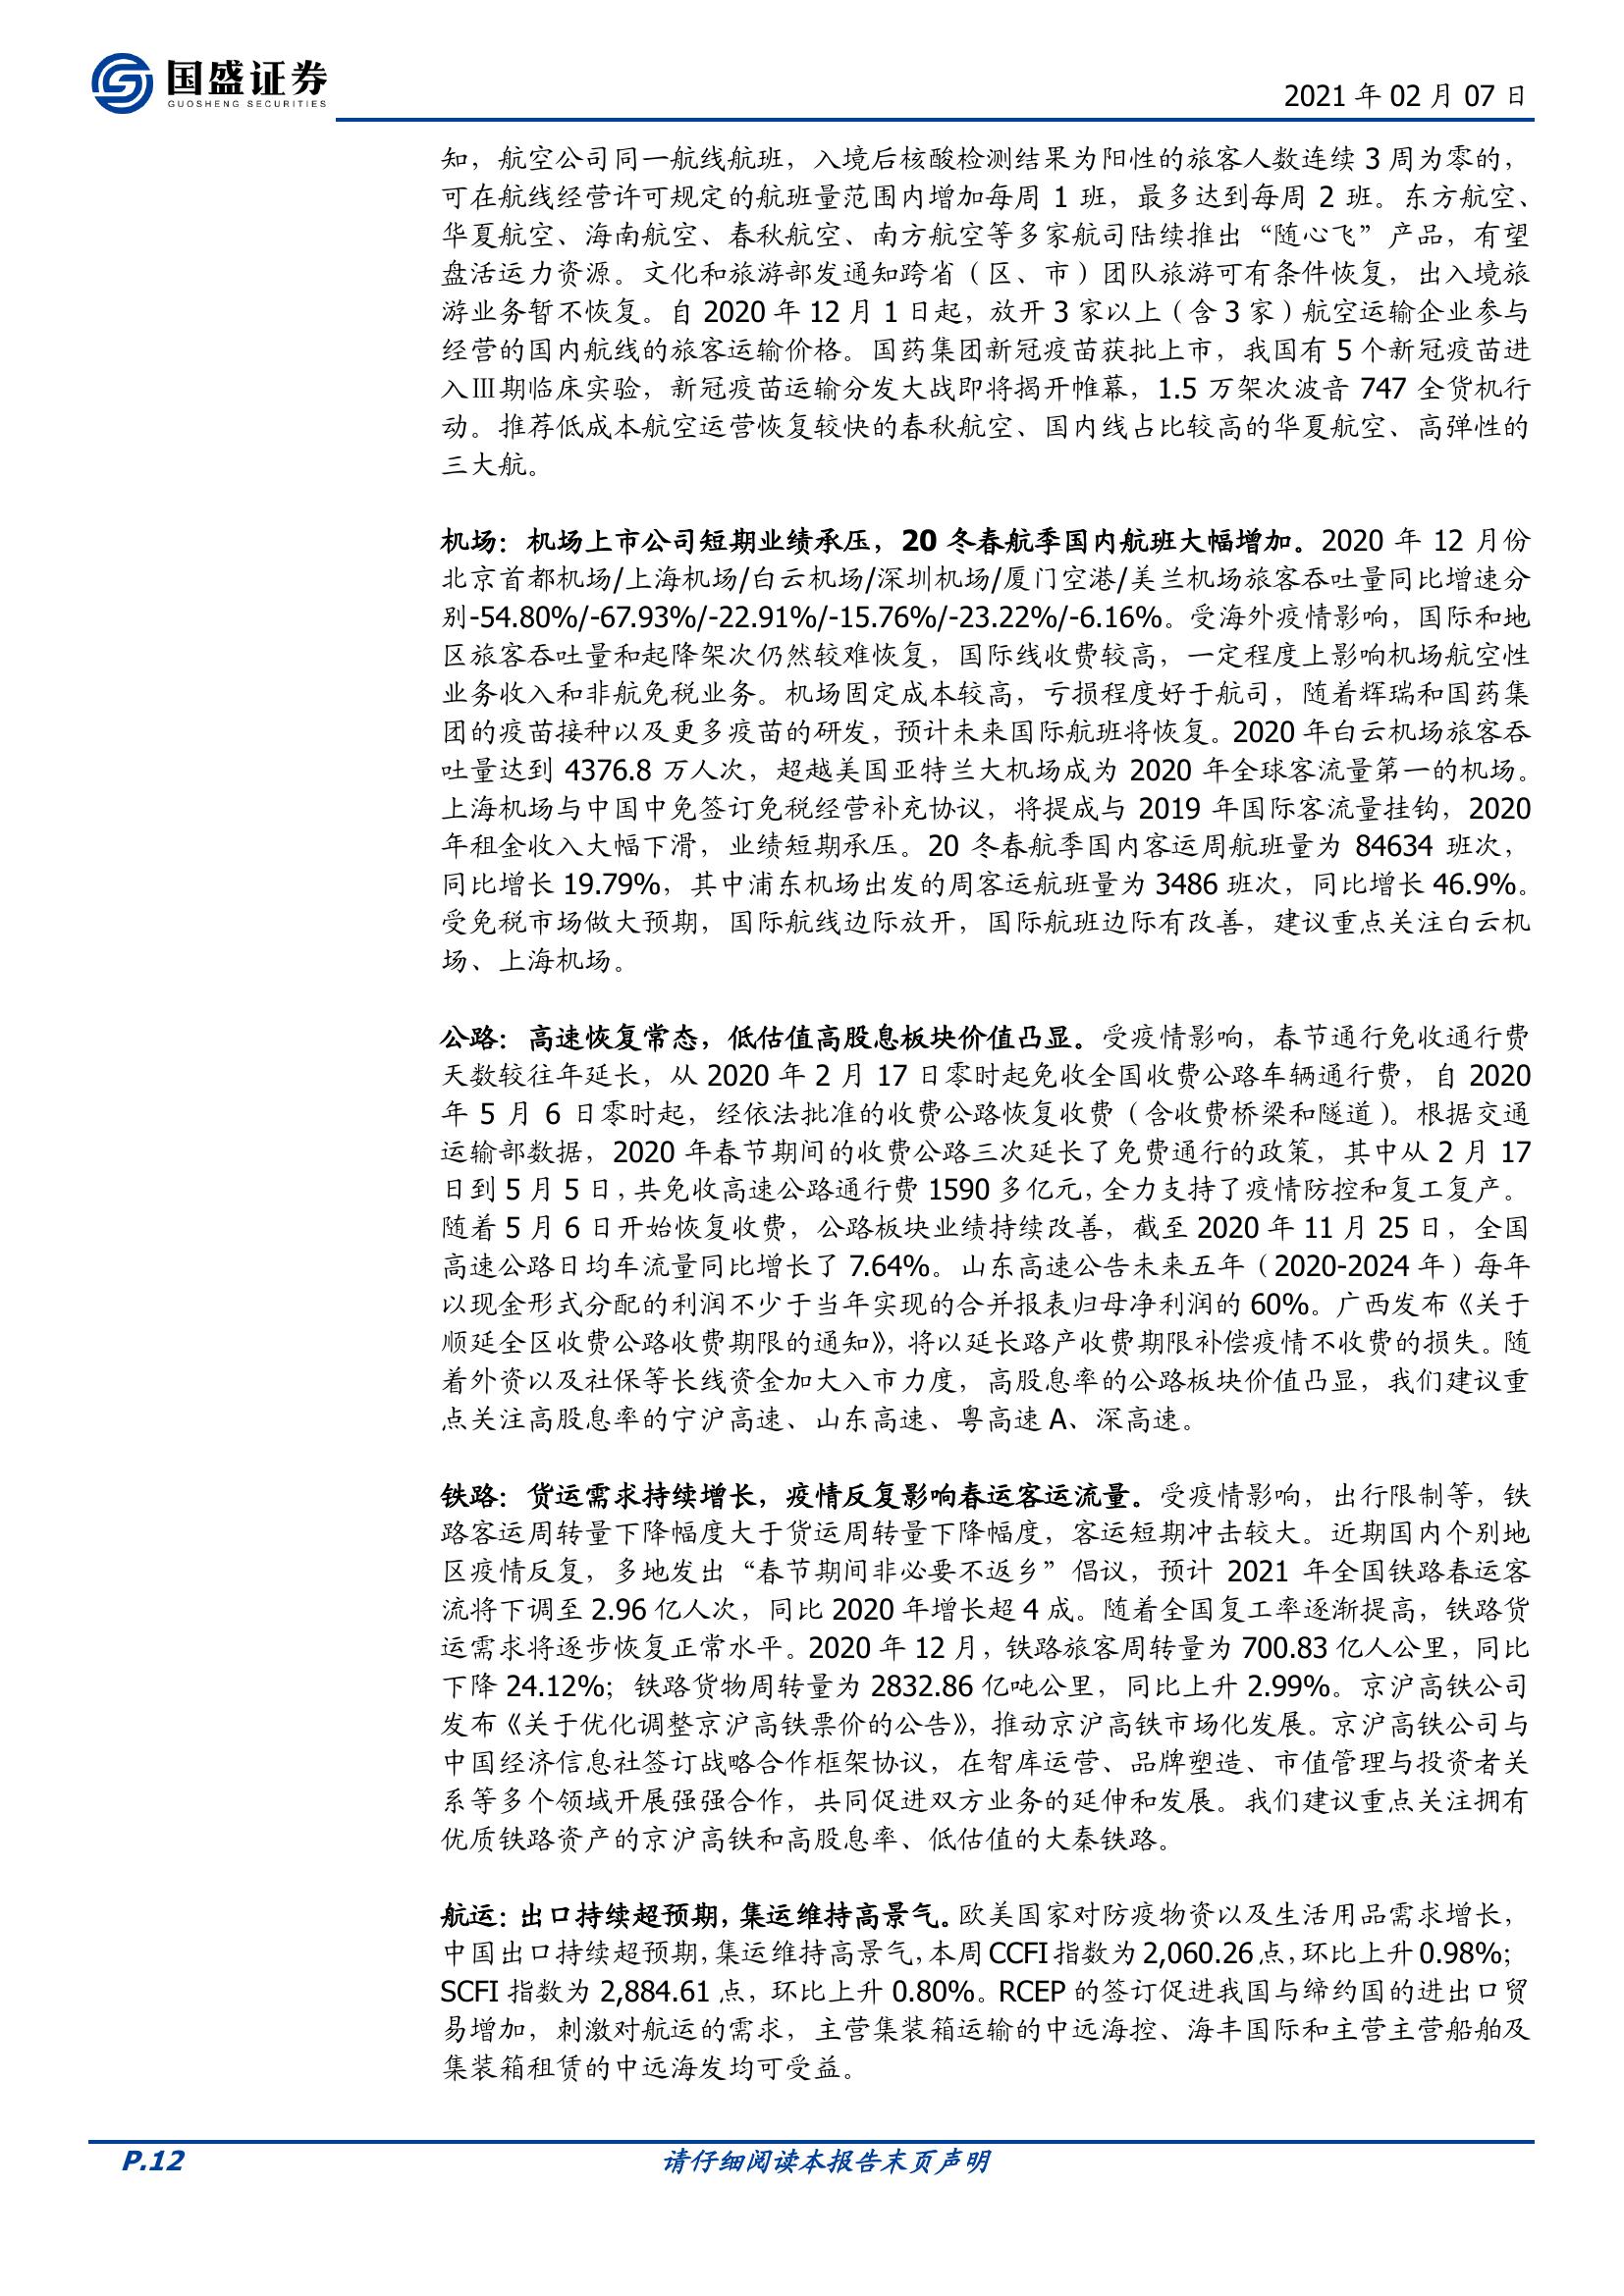 国盛证券
GUOSHENG SECURITIES
2021 年 02 月 07 日
知，航空公司同一航线航班，入境后核酸检测结果为阳性的旅客人数连续 3 周为零的，
可在航线经营许可规定的航班量范围内增加每周 1 班，最多达到每周 2 班。东方航空、
华夏航空、海南航空、春秋航空、南方航空等多家航司陆续推出“随心飞”产品，有望
盘活运力资源。文化和旅游部发通知跨省（区、市）团队旅游可有条件恢复，出入境旅
游业务暂不恢复。自 2020 年 12 月 1 日起，放开 3 家以上（含 3 家）航空运输企业参与
经营的国内航线的旅客运输价格。国药集团新冠疫苗获批上市，我国有 5 个新冠疫苗进
入Ⅲ期临床实验，新冠疫苗运输分发大战即将揭开帷幕，1.5 万架次波音 747 全货机行
动。推荐低成本航空运营恢复较快的春秋航空、国内线占比较高的华夏航空、高弹性的
三大航。
机场：机场上市公司短期业绩承压，20 冬春航季国内航班大幅增加。2020 年 12 月份
北京首都机场/上海机场/白云机场/深圳机场/厦门空港/美兰机场旅客吞吐量同比增速分
别-54.80%/-67.93%/-22.91%/-15.76%/-23.22%/-6.16%。受海外疫情影响，国际和地
区旅客吞吐量和起降架次仍然较难恢复，国际线收费较高，一定程度上影响机场航空性
业务收入和非航免税业务。机场固定成本较高，亏损程度好于航司，随着辉瑞和国药集
团的疫苗接种以及更多疫苗的研发，预计未来国际航班将恢复。2020 年白云机场旅客吞
吐量达到 4376.8 万人次，超越美国亚特兰大机场成为 2020 年全球客流量第一的机场。
上海机场与中国中免签订免税经营补充协议，将提成与 2019 年国际客流量挂钩，2020
年租金收入大幅下滑，业绩短期承压。20 冬春航季国内客运周航班量为 84634 班次，
同比增长 19.79%，其中浦东机场出发的周客运航班量为 3486 班次，同比增长 46.9%。
受免税市场做大预期，国际航线边际放开，国际航班边际有改善，建议重点关注白云机
场、上海机场。
公路：高速恢复常态，低估值高股息板块价值凸显。受疫情影响，春节通行免收通行费
天数较往年延长，从 2020 年 2 月 17 日零时起免收全国收费公路车辆通行费，自 2020
年 5 月 6 日零时起，经依法批准的收费公路恢复收费（含收费桥梁和隧道）。根据交通
运输部数据，2020 年春节期间的收费公路三次延长了免费通行的政策，其中从 2 月 17
日到 5 月 5 日，共免收高速公路通行费 1590 多亿元，全力支持了疫情防控和复工复产。
随着 5 月 6 日开始恢复收费，公路板块业绩持续改善，截至 2020 年 11 月 25 日，全国
高速公路日均车流量同比增长了 7.64%。山东高速公告未来五年（2020-2024 年）每年
以现金形式分配的利润不少于当年实现的合并报表归母净利润的 60%。广西发布《关于
顺延全区收费公路收费期限的通知》，将以延长路产收费期限补偿疫情不收费的损失。随
着外资以及社保等长线资金加大入市力度，高股息率的公路板块价值凸显，我们建议重
点关注高股息率的宁沪高速、山东高速、粤高速 A、深高速。
铁路：货运需求持续增长，疫情反复影响春运客运流量。受疫情影响，出行限制等，铁
路客运周转量下降幅度大于货运周转量下降幅度，客运短期冲击较大。近期国内个别地
区疫情反复，多地发出“春节期间非必要不返乡”倡议，预计 2021 年全国铁路春运客
流将下调至 2.96 亿人次，同比 2020 年增长超 4 成。随着全国复工率逐渐提高，铁路货
运需求将逐步恢复正常水平。2020 年 12 月，铁路旅客周转量为 700.83 亿人公里，同比
下降 24.12%；铁路货物周转量为 2832.86 亿吨公里，同比上升 2.99%。京沪高铁公司
发布《关于优化调整京沪高铁票价的公告》，推动京沪高铁市场化发展。京沪高铁公司与
中国经济信息社签订战略合作框架协议，在智库运营、品牌塑造、市值管理与投资者关
系等多个领域开展强强合作，共同促进双方业务的延伸和发展。我们建议重点关注拥有
优质铁路资产的京沪高铁和高股息率、低估值的大秦铁路。
航运：出口持续超预期，集运维持高景气。欧美国家对防疫物资以及生活用品需求增长，
中国出口持续超预期，集运维持高景气，本周 CCFI 指数为 2,060.26 点，环比上升 0.98%；
SCFI 指数为 2,884.61 点，环比上升 0.80%。RCEP 的签订促进我国与缔约国的进出口贸
易增加，刺激对航运的需求，主营集装箱运输的中远海控、海丰国际和主营主营船舶及
集装箱租赁的中远海发均可受益。
P.12
请仔细阅读本报告末页声明